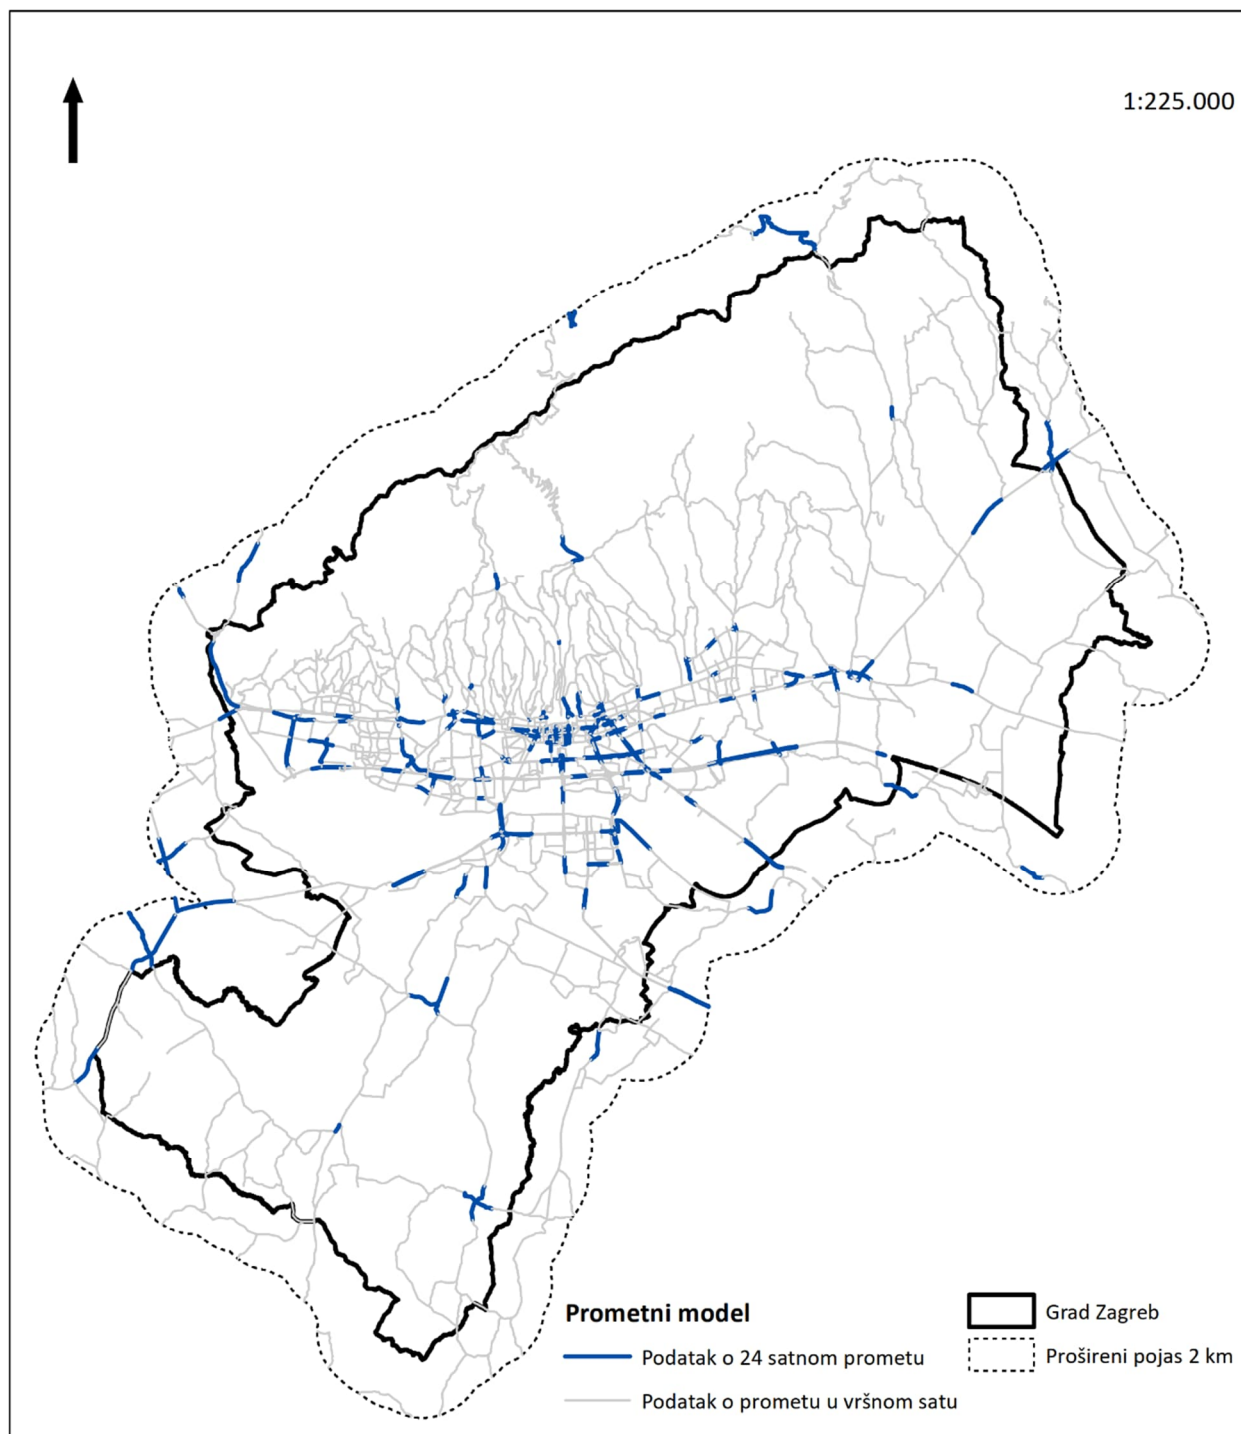 1:225.000
Prometni model
Podatak o 24 satnom prometu
Podatak o prometu u vršnom satu
Grad Zagreb
Prošireni pojas 2 km